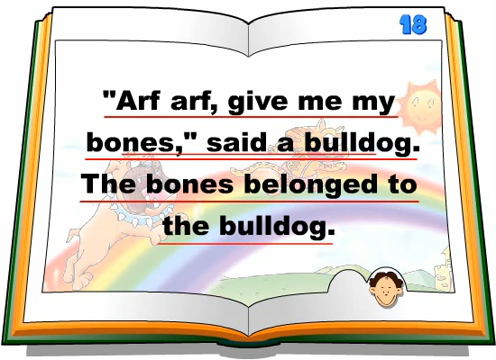 18
"Arf arf, give me my
bones," said a bulldog.
The bones belonged to
the bulldog.